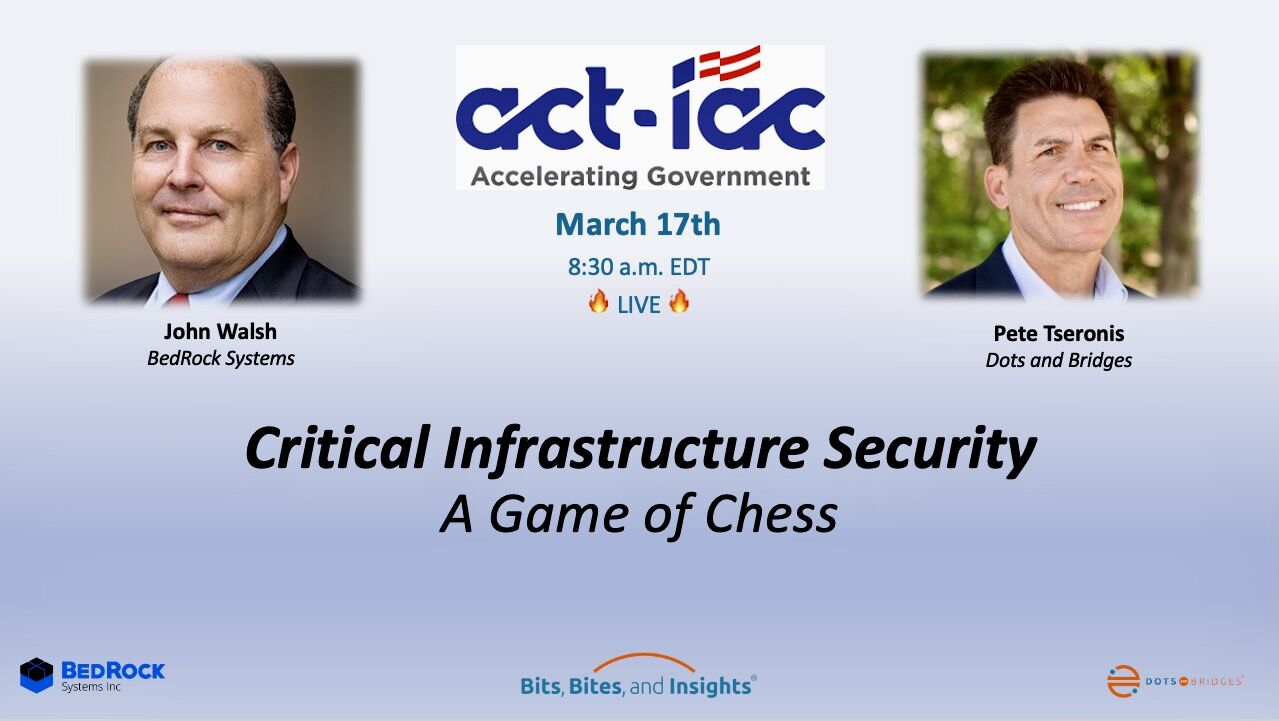 act-iac
Accelerating Government
March 17th
8:30 a.m. EDT
🔥 LIVE 🔥
John Walsh
BedRock Systems
Pete Tseronis
Dots and Bridges
Critical Infrastructure Security
A Game of Chess
BEDROCK
Systems Inc
Bits, Bites, and Insights®
DOTS and BRIDGES